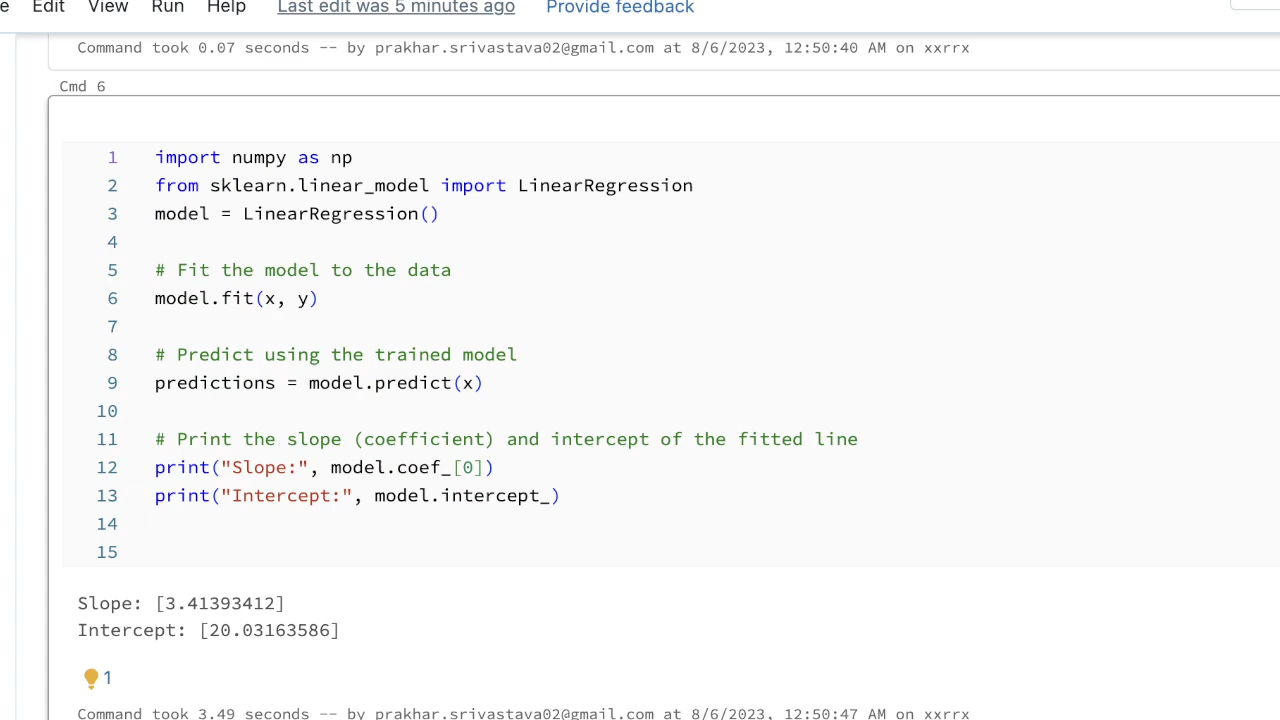 e Edit View Run Help Last edit was 5 minutes ago Provide feedback
Command took 0.07 seconds -- by prakhar.srivastava02@gmail.com at 8/6/2023, 12:50:40 AM on xxrrx
Cmd 6
1 import numpy as np
2 from sklearn.linear_model import LinearRegression
3 model = LinearRegression()
4
5 # Fit the model to the data
6 model.fit(x, y)
7
8 # Predict using the trained model
9 predictions = model.predict(x)
10
11 # Print the slope (coefficient) and intercept of the fitted line
12 print("Slope:", model.coef_[0])
13 print("Intercept:", model.intercept_)
14
15
Slope: [3.41393412]
Intercept: [20.03163586]
1
Command took 3.49 seconds -- by prakhar.srivastava02@gmail.com at 8/6/2023, 12:50:47 AM on xxrrx